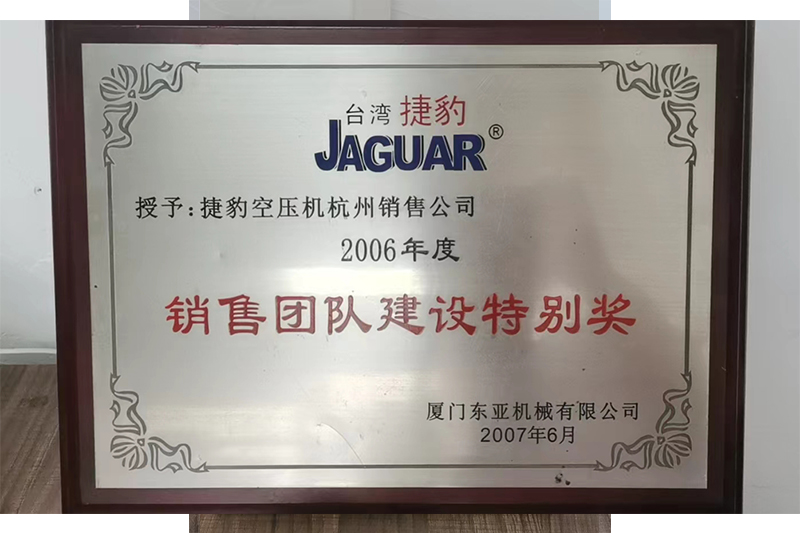 台湾 捷豹
JAGUAR®
授予:捷豹空压机杭州销售公司
2006年度
销售团队建设特别奖
厦门东亚机械有限公司
2007年6月